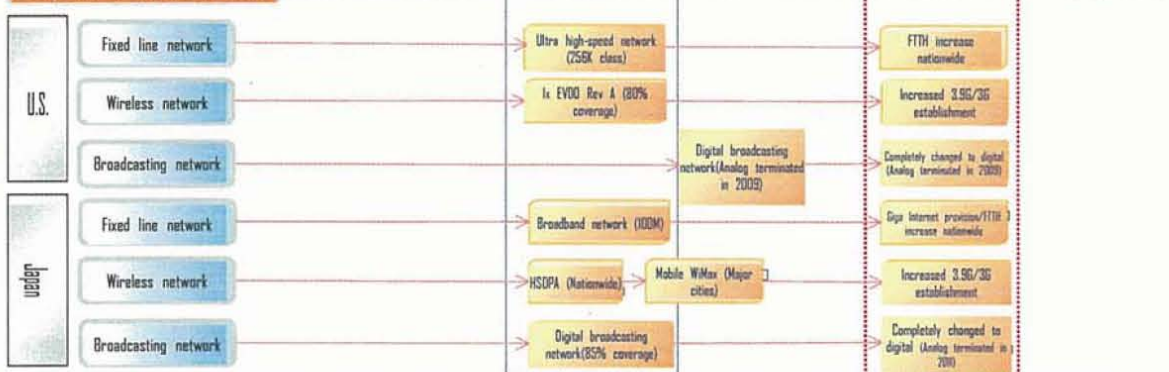 U.S.
Fixed line network
Ultra high-speed network
(256K class)
FTTH increase
nationwide
Wireless network
1x EVDO Rev A (80%
coverage)
Increased 3.9G/3G
establishment
Broadcasting network
Digital broadcasting
network(Analog terminated
in 2009)
Completely changed to digital
(Analog terminated in 2009)
Japan
Fixed line network
Broadband network (100M)
Giga Internet provision/FTTH
increase nationwide
Wireless network
HSDPA (Nationwide)
Mobile WiMax (Major
cities)
Increased 3.9G/3G
establishment
Broadcasting network
Digital broadcasting
network(85% coverage)
Completely changed to
digital (Analog terminated in
2011)